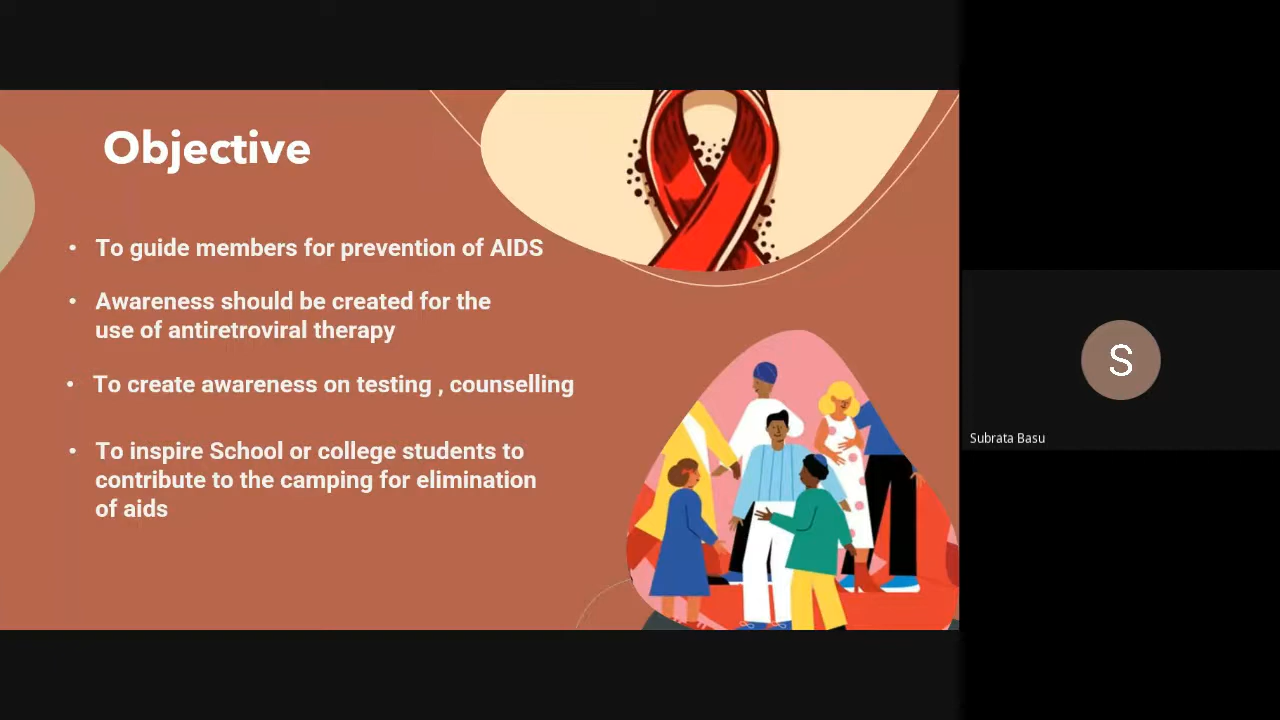 Objective
• To guide members for prevention of AIDS
• Awareness should be created for the
use of antiretroviral therapy
• To create awareness on testing , counselling
• To inspire School or college students to
contribute to the camping for elimination
of aids
S
Subrata Basu